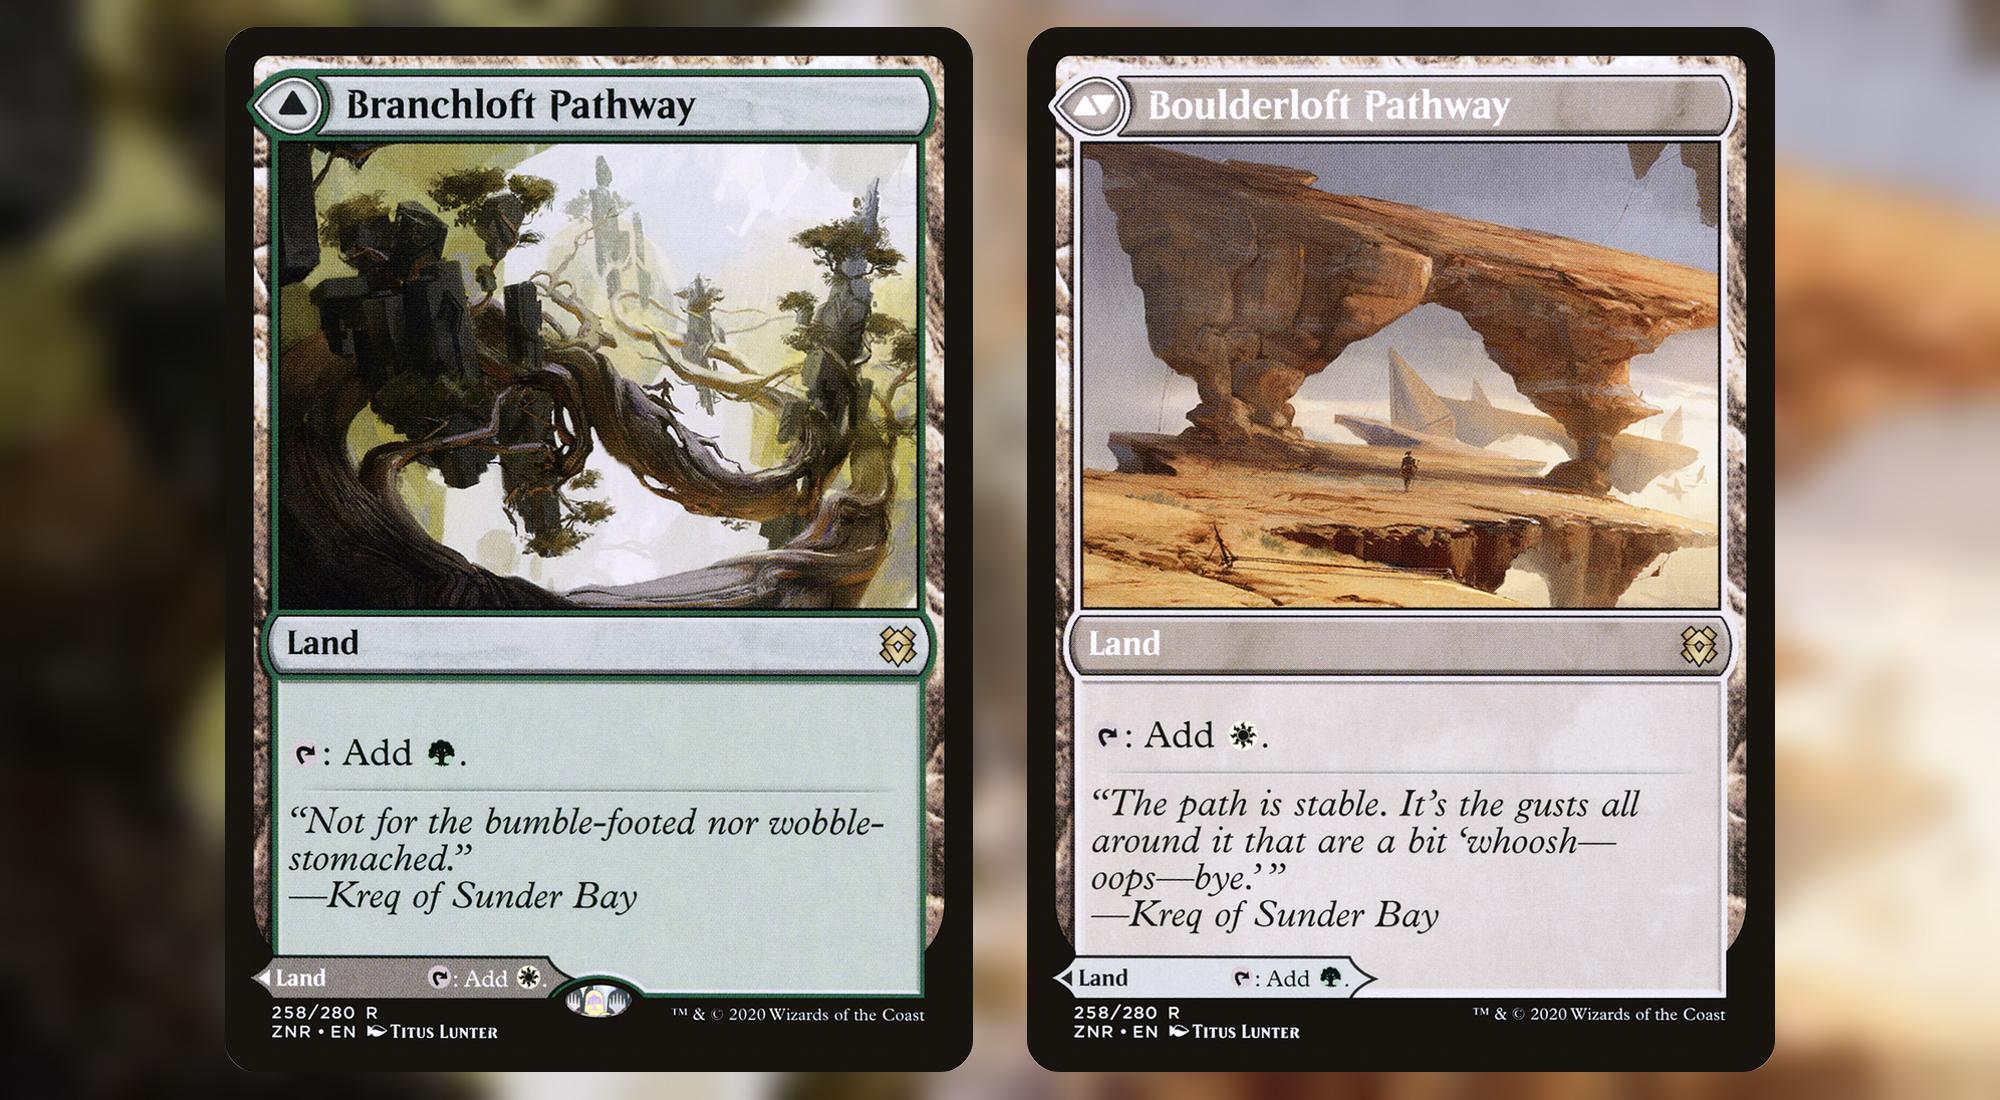 Branchloft Pathway
Land
: Add .
“Not for the bumble-footed nor wobble-
stomached.”
—Kreq of Sunder Bay
Land : Add .
258/280 R
ZNR • EN Titus Lunter
™ & © 2020 Wizards of the Coast
Boulderloft Pathway
Land
: Add .
“The path is stable. It’s the gusts all
around it that are a bit ‘whoosh—
oops—bye.’ ”
—Kreq of Sunder Bay
Land : Add .
258/280 R
ZNR • EN Titus Lunter
™ & © 2020 Wizards of the Coast